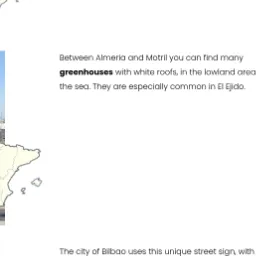 Between Almeria and Motril you can find many
greenhouses with white roofs, in the lowland area
the sea. They are especially common in El Ejido.
The city of Bilbao uses this unique street sign, with